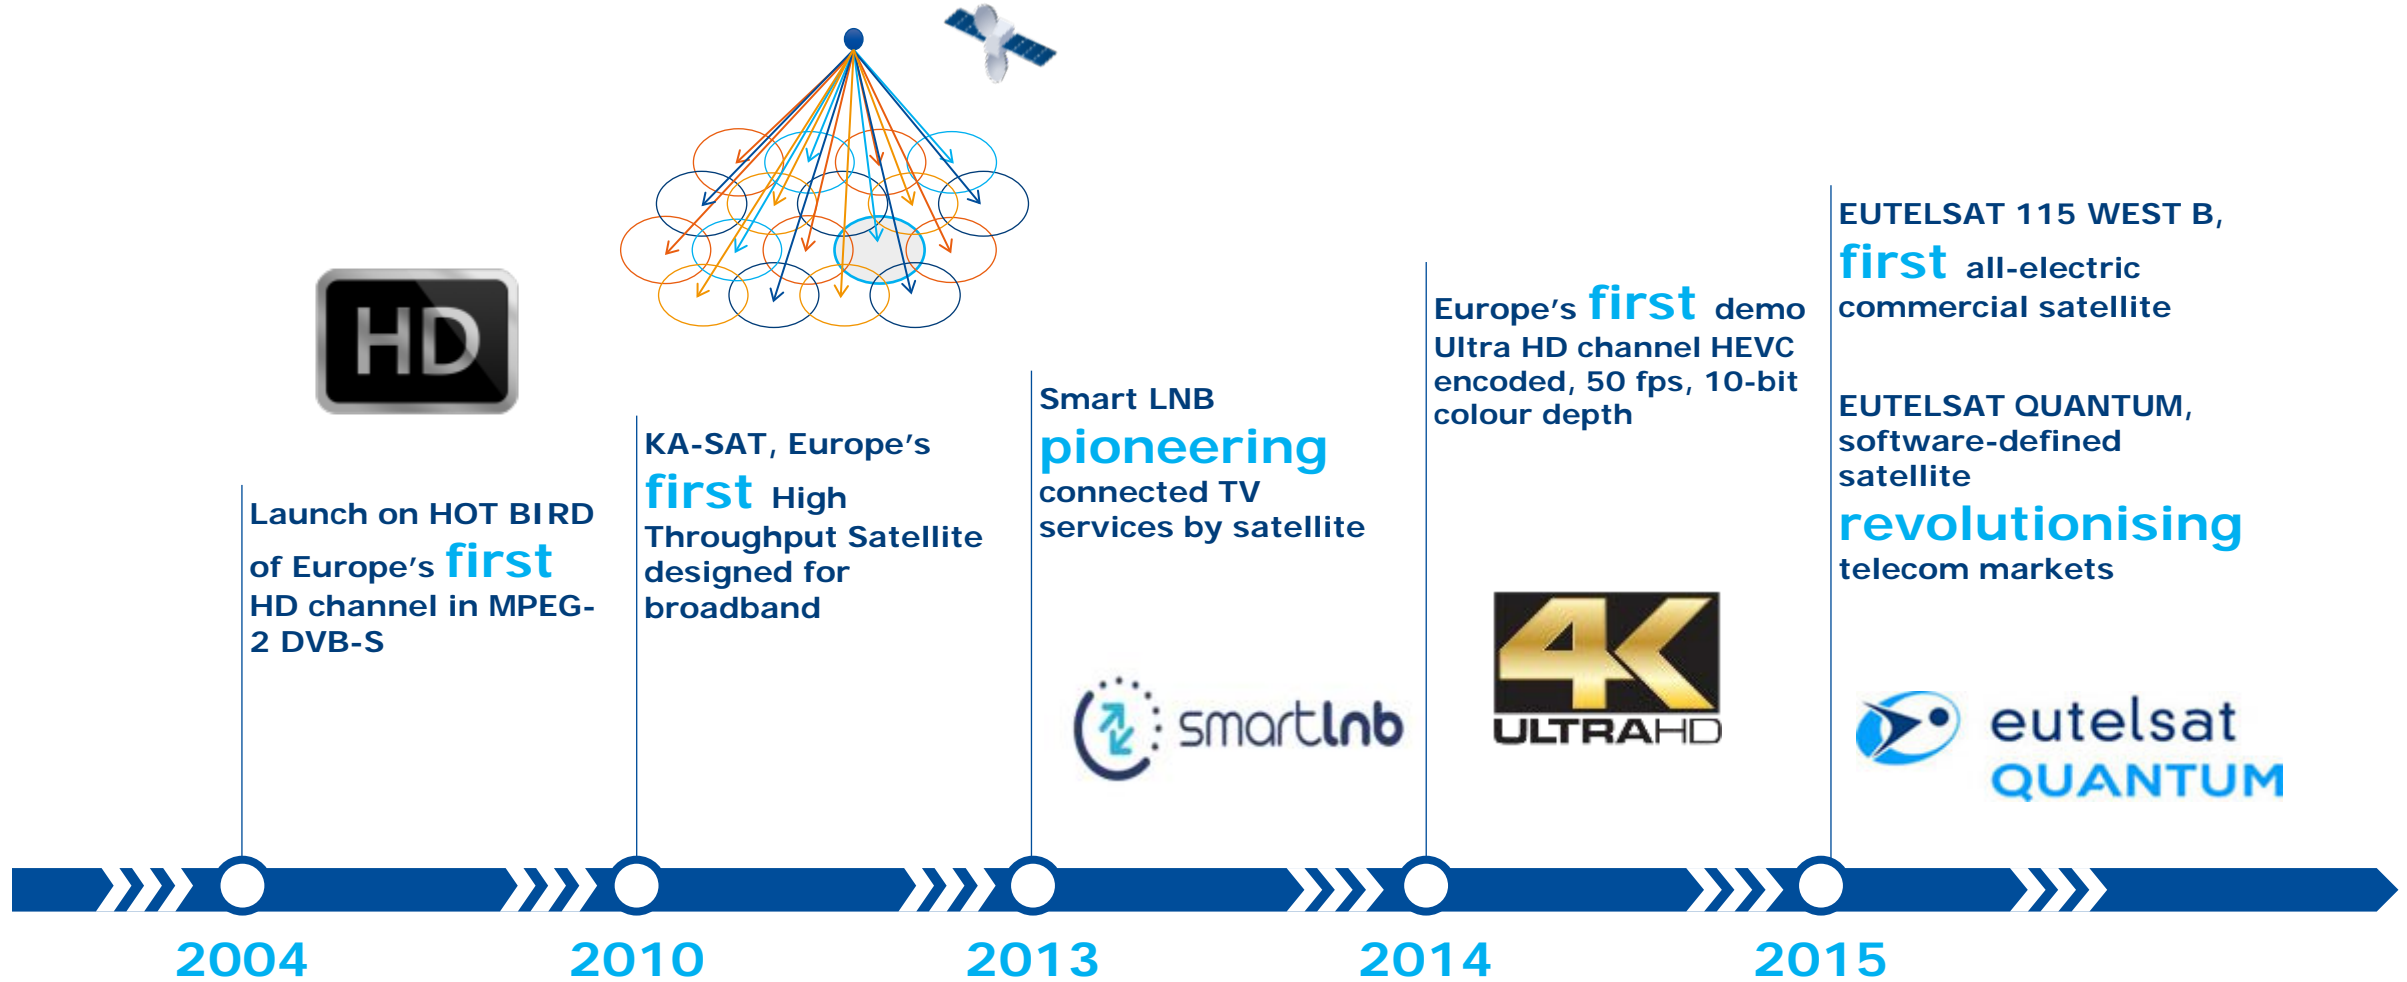 HD
Launch on HOT BIRD
of Europe's first
HD channel in MPEG-
2 DVB-S
KA-SAT, Europe's
first High
Throughput Satellite
designed for
broadband
Smart LNB
pioneering
connected TV
services by satellite
smartlnb
Europe's first demo
Ultra HD channel HEVC
encoded, 50 fps, 10-bit
colour depth
4K
ULTRAHD
EUTELSAT 115 WEST B,
first all-electric
commercial satellite
EUTELSAT QUANTUM,
software-defined
satellite
revolutionising
telecom markets
eutelsat
QUANTUM
2004
2010
2013
2014
2015